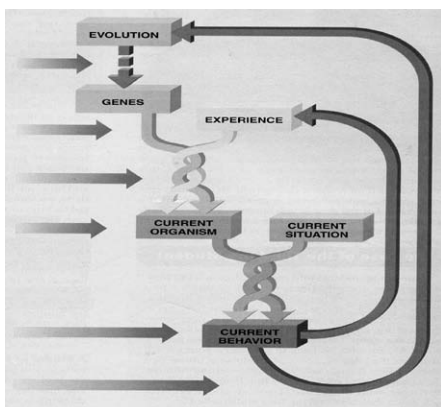 EVOLUTION
GENES
EXPERIENCE
CURRENT
ORGANISM
CURRENT
SITUATION
CURRENT
BEHAVIOR